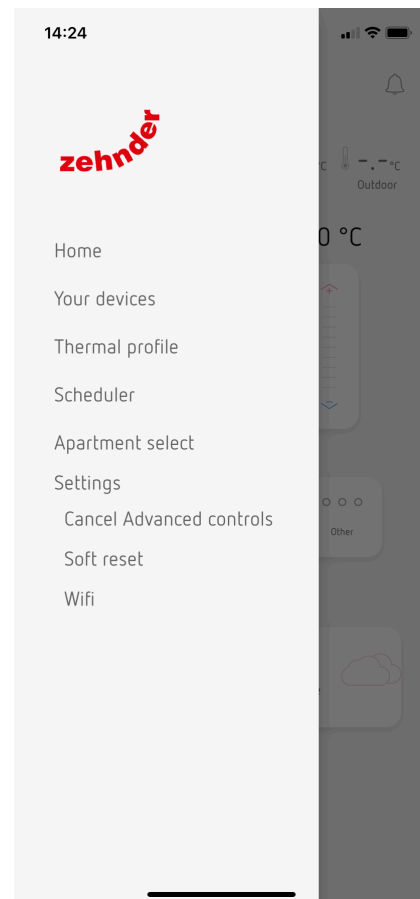 14:24
zehnder
°C
-.-°C
Outdoor
0 °C
Home
Your devices
Thermal profile
Scheduler
Apartment select
Settings
Cancel Advanced controls
Soft reset
Wifi
Other